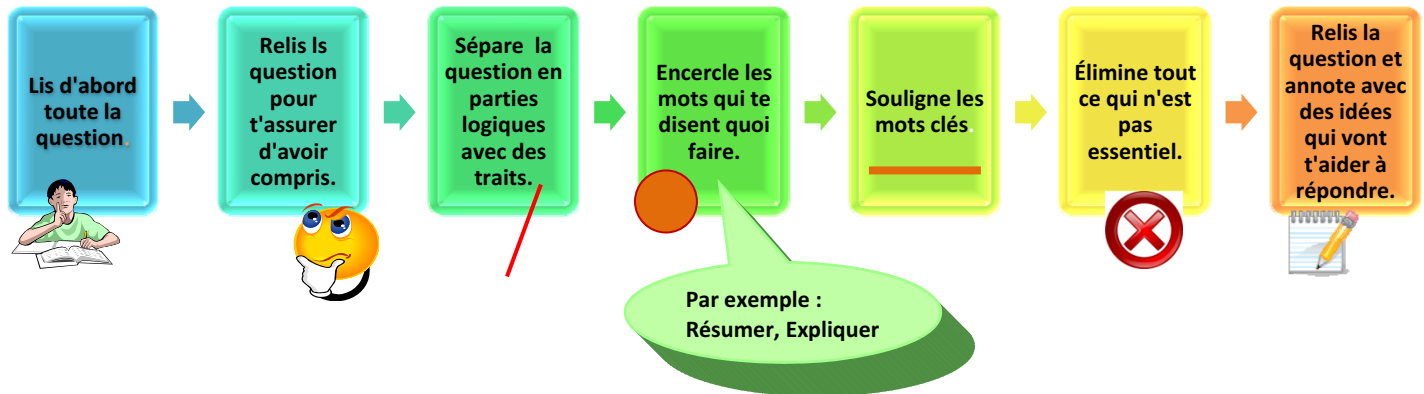 Lis d'abord
toute la
question.
Relis ls
question
pour
t'assurer
d'avoir
compris.
Sépare la
question en
parties
logiques
avec des
traits.
Encercle les
mots qui te
disent quoi
faire.
Souligne les
mots clés.
Élimine tout
ce qui n'est
pas
essentiel.
Relis la
question et
annote avec
des idées
qui vont
t'aider à
répondre.
Par exemple :
Résumer, Expliquer